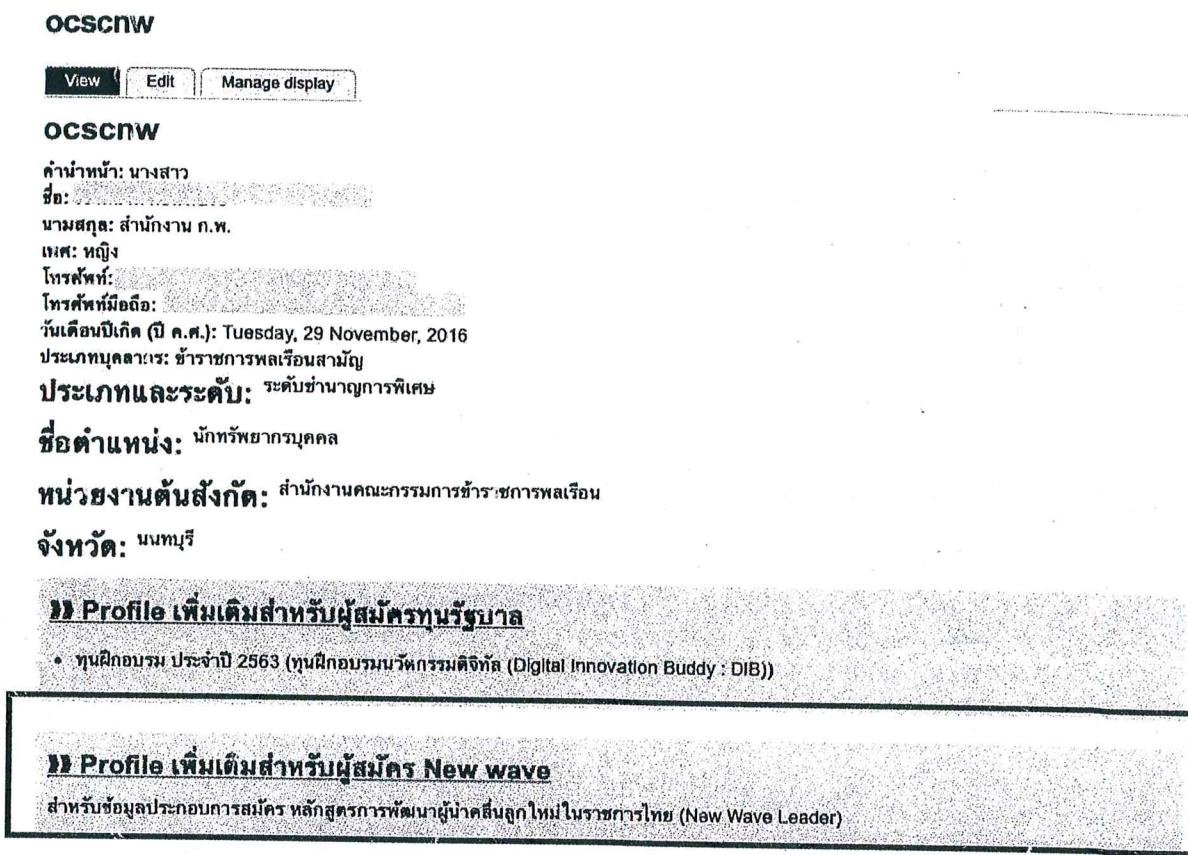 ocscnw
View Edit Manage display
ocscnw
คำนำหน้า: นางสาว
ชื่อ:
นามสกุล: สำนักงาน ก.พ.
เพศ: หญิง
โทรศัพท์:
โทรศัพท์มือถือ:
วันเดือนปีเกิด (ปี ค.ศ.): Tuesday, 29 November, 2016
ประเภทบุคลากร: ข้าราชการพลเรือนสามัญ
ประเภทและระดับ: ระดับชำนาญการพิเศษ
ชื่อตำแหน่ง: นักทรัพยากรบุคคล
หน่วยงานต้นสังกัด: สำนักงานคณะกรรมการข้าราชการพลเรือน
จังหวัด: นนทบุรี
»» Profile เพิ่มเติมสำหรับผู้สมัครทุนรัฐบาล
• ทุนฝึกอบรม ประจำปี 2563 (ทุนฝึกอบรมนวัตกรรมดิจิทัล (Digital Innovation Buddy : DIB))
»» Profile เพิ่มเติมสำหรับผู้สมัคร New wave
สำหรับข้อมูลประกอบการสมัคร หลักสูตรการพัฒนาผู้นำคลื่นลูกใหม่ในราชการไทย (New Wave Leader)